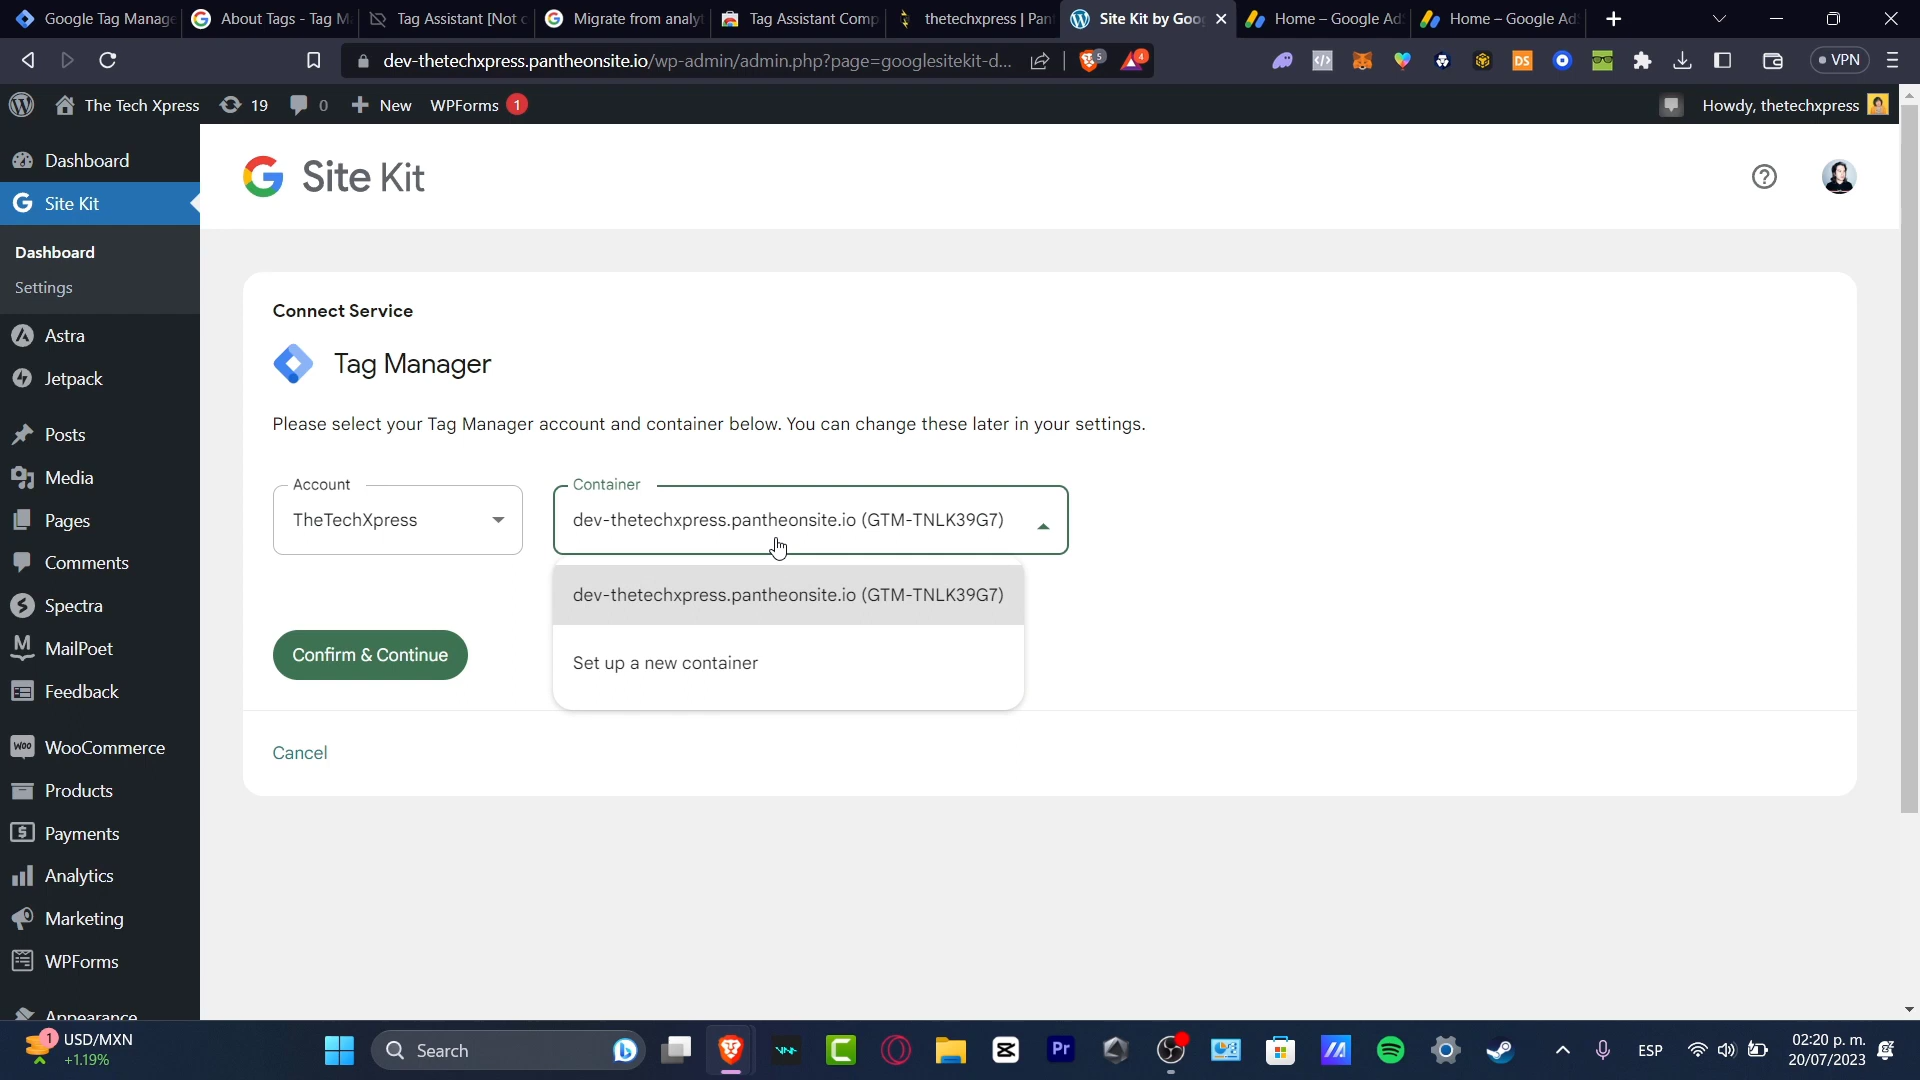 Google Tag Manage
About Tags - Tag M
Tag Assistant [Not c
Migrate from analy
Tag Assistant Comp
thetechxpress | Pan
Site Kit by Goo
Home – Google Ad
Home – Google Ad
dev-thetechxpress.pantheonsite.io/wp-admin/admin.php?page=googlesitekit-d...
5
4
DS
VPN
The Tech Xpress
19
0
New
WPForms
1
Howdy, thetechxpress
Dashboard
Site Kit
Dashboard
Settings
Astra
Jetpack
Posts
Media
Pages
Comments
Spectra
MailPoet
Feedback
WooCommerce
Products
Payments
Analytics
Marketing
WPForms
Appearance
Site Kit
Connect Service
Tag Manager
Please select your Tag Manager account and container below. You can change these later in your settings.
Account
TheTechXpress
Container
dev-thetechxpress.pantheonsite.io (GTM-TNLK39G7)
dev-thetechxpress.pantheonsite.io (GTM-TNLK39G7)
Set up a new container
Confirm & Continue
Cancel
1
USD/MXN
+1.19%
Search
Pr
ESP
02:20 p. m.
20/07/2023